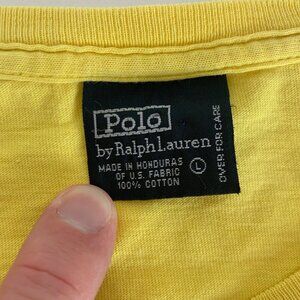 Polo
by Ralph Lauren
MADE IN HONDURAS
OF U.S. FABRIC
100% COTTON
L
OVER FOR CARE